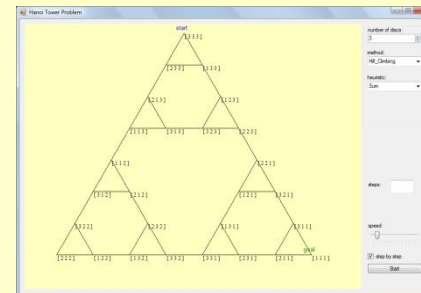 Hanoi Tower Problem
start
[333]
[233] [133]
[213] [123]
[113] [313] [323] [223]
[112] [221]
[312] [212] [121] [321]
[322] [232] [131] [311]
goal
[222] [122] [132] [332] [331] [231] [211] [111]
number of discs:
3
method:
Hill_Climbing
heuristic:
Sum
steps:
speed:
step by step
Start